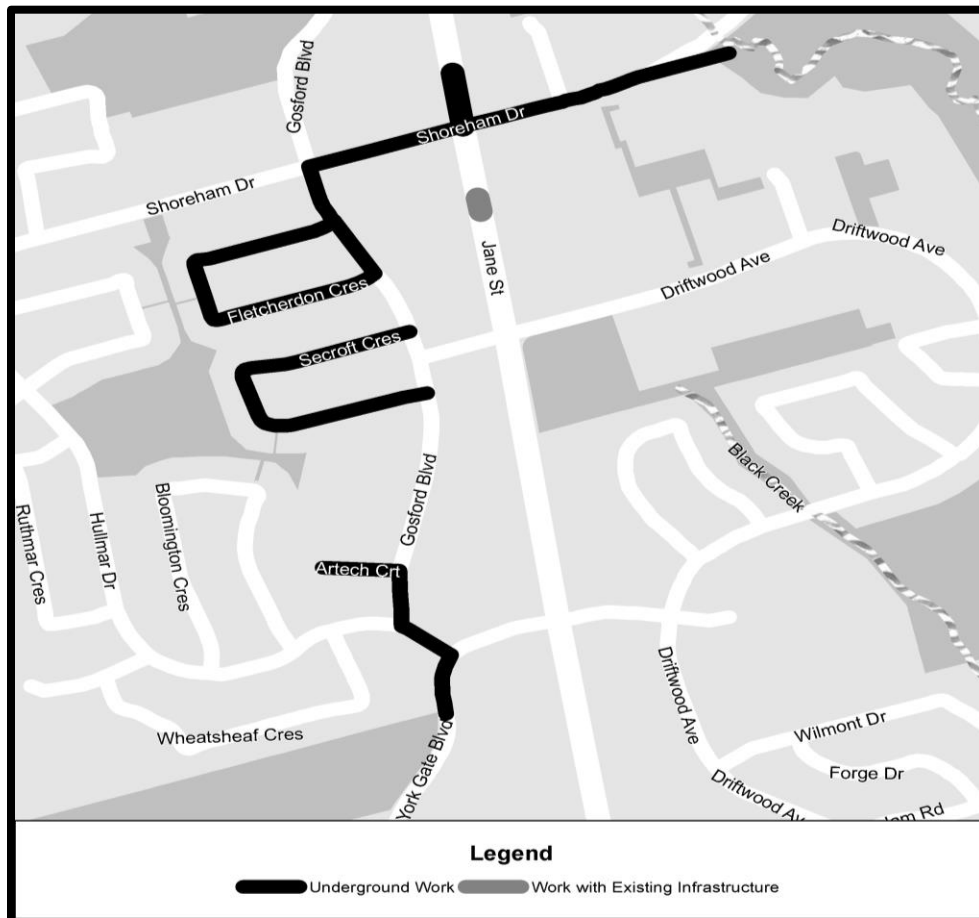 Gosford Blvd
Shoreham Dr
Shoreham Dr
Driftwood Ave
Jane St
Driftwood Ave
Fletcherdon Cres
Secroft Cres
Black Creek
Gosford Blvd
Bloomington Cres
Ruthmar Cres
Hullmar Dr
Artech Crt
Driftwood Ave
Wheatsheaf Cres
Wilmont Dr
Forge Dr
York Gate Blvd
Driftwood Av
Rd
Legend
Underground Work
Work with Existing Infrastructure